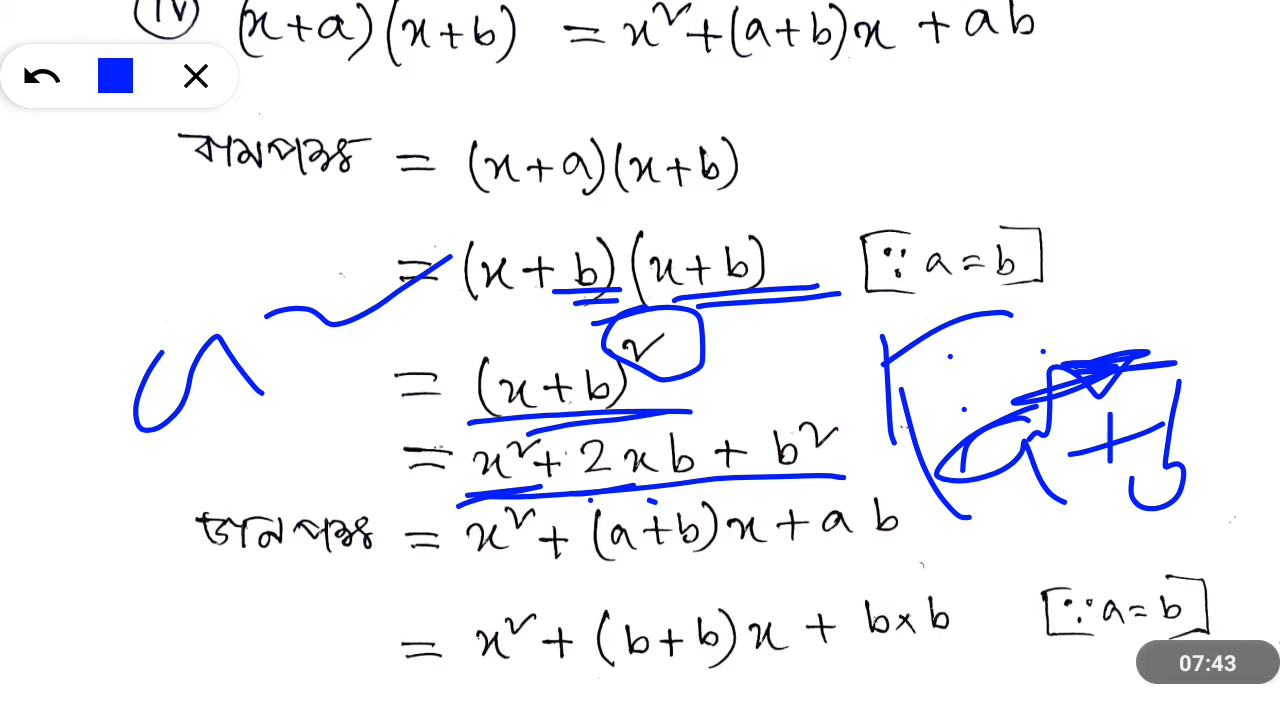 (iv) (x+a)(x+b) = x²+(a+b)x + ab
বামপক্ষ = (x+a)(x+b)
= (x+b)(x+b) [∵ a=b]
= (x+b)²
= x²+2xb+b²
a+b
ডানপক্ষ = x²+(a+b)x+ab
= x²+(b+b)x + b×b [∵ a=b]
07:43